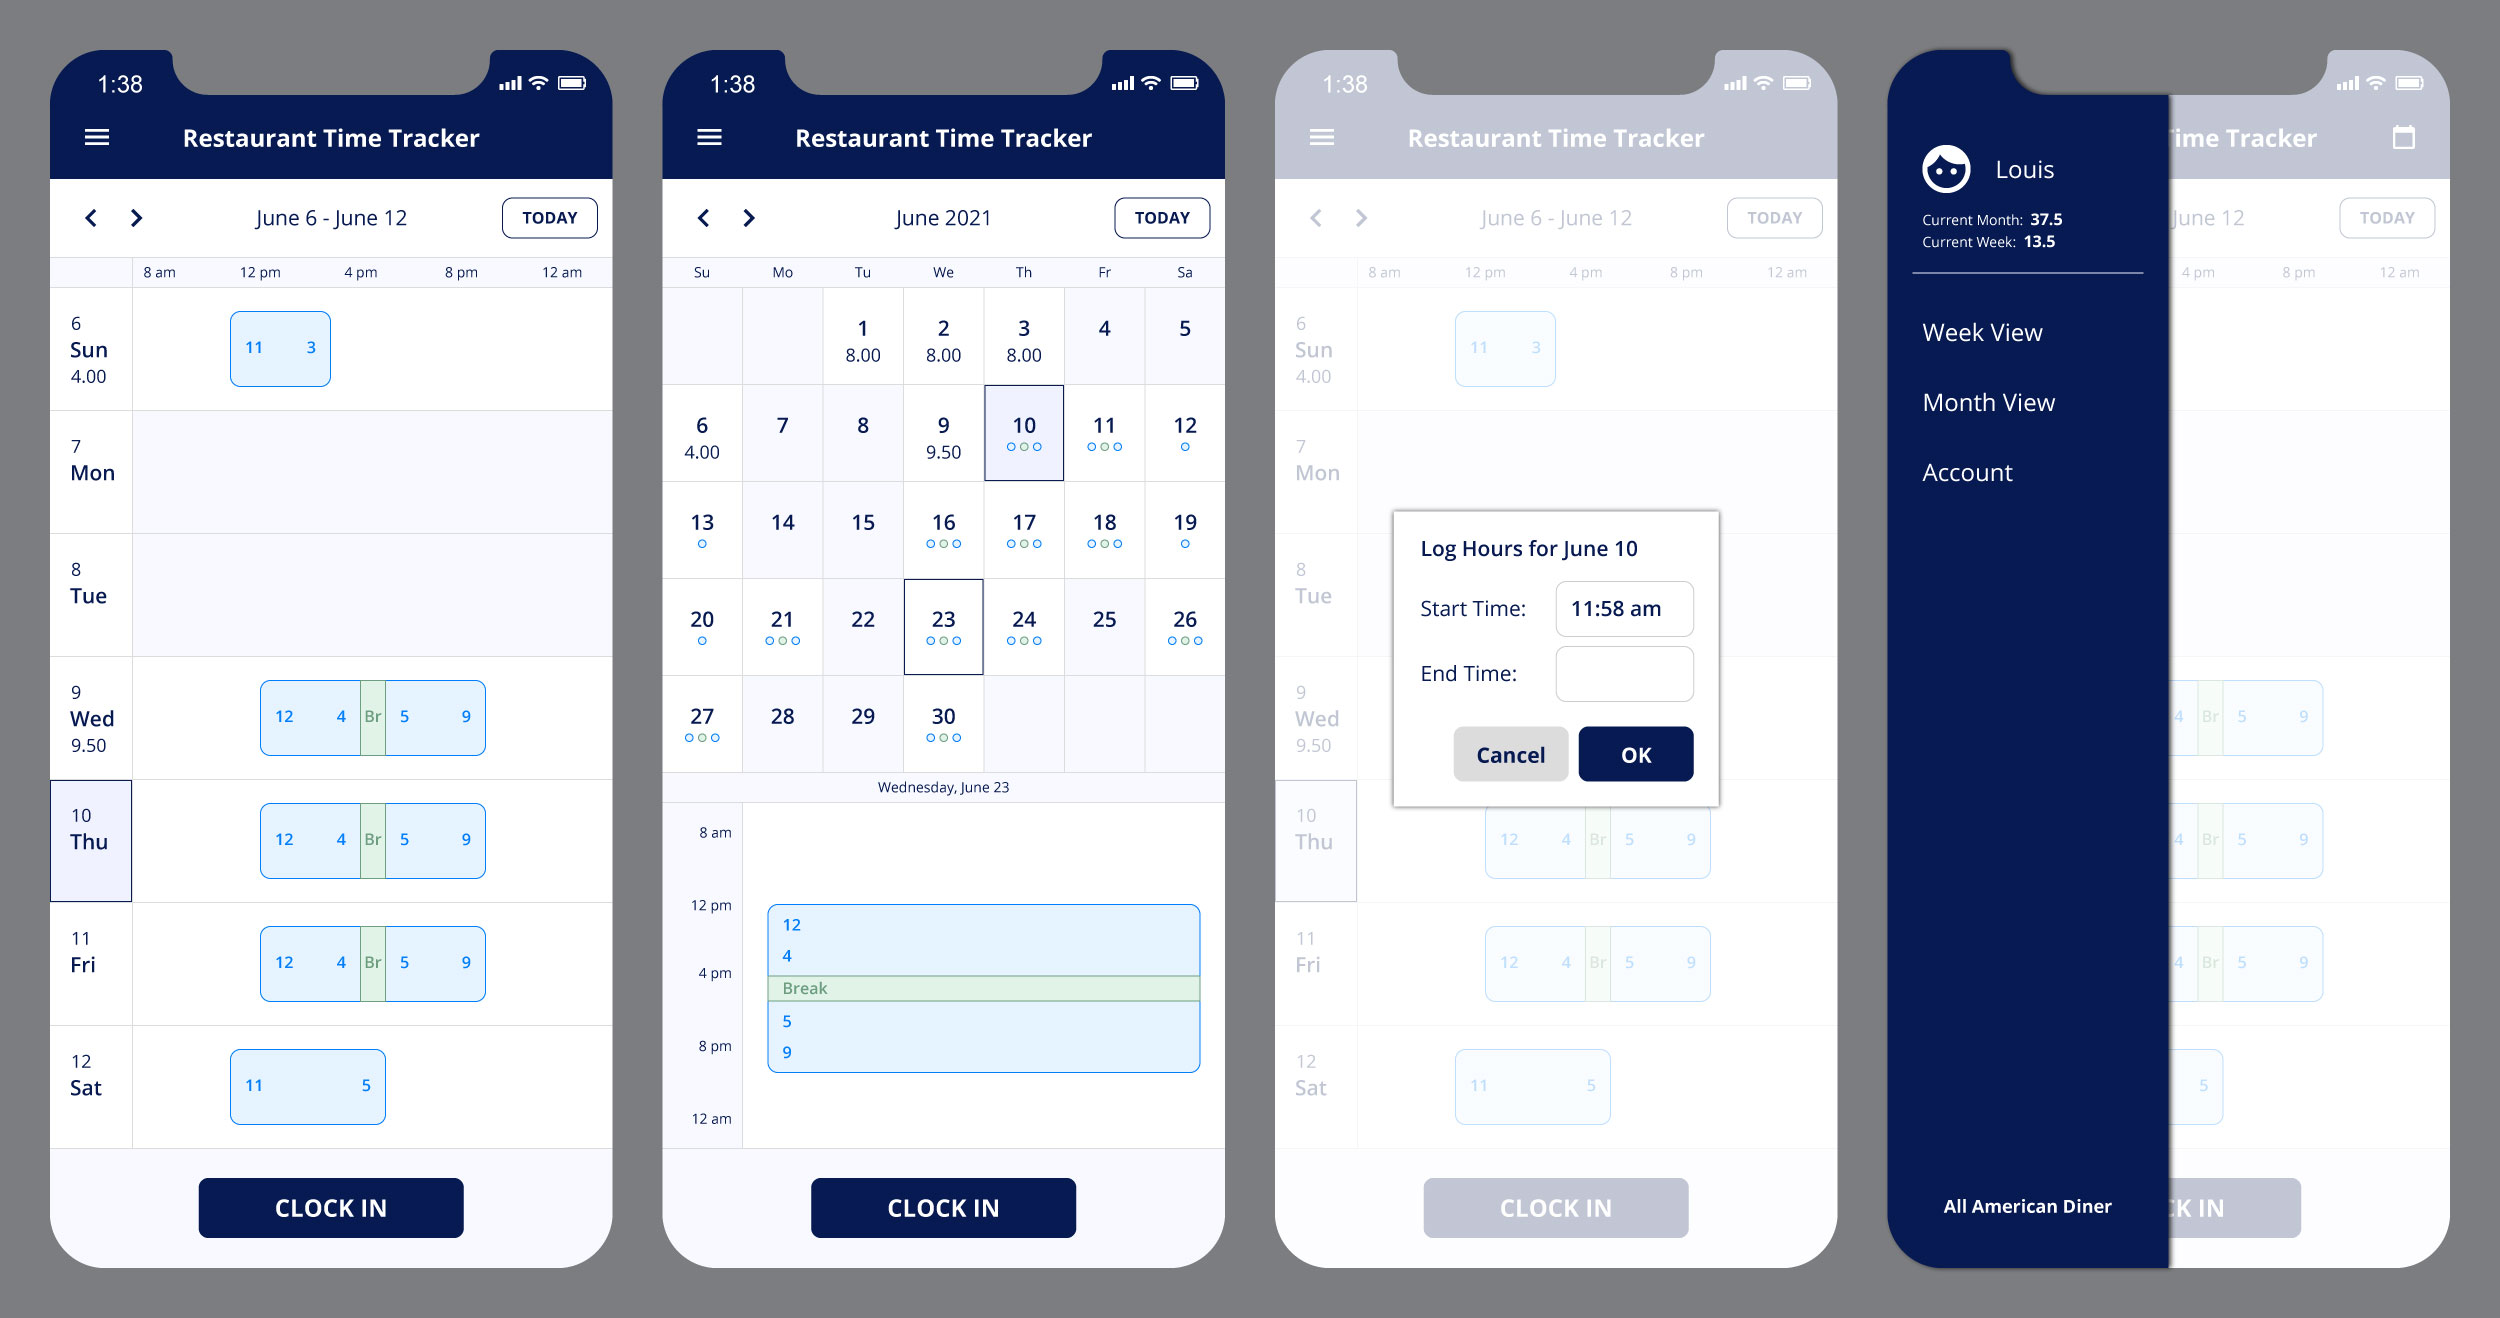 1:38
Restaurant Time Tracker
June 6 - June 12
TODAY
8 am 12 pm 4 pm 8 pm 12 am
6
Sun
4.00
11 3
7
Mon
8
Tue
9
Wed
9.50
12 4 Br 5 9
10
Thu
12 4 Br 5 9
11
Fri
12 4 Br 5 9
12
Sat
11 5
CLOCK IN
1:38
Restaurant Time Tracker
June 2021
TODAY
Su Mo Tu We Th Fr Sa
1 2 3 4 5
8.00 8.00 8.00
6 7 8 9 10 11 12
4.00 9.50
13 14 15 16 17 18 19
20 21 22 23 24 25 26
27 28 29 30
Wednesday, June 23
8 am
12 pm
12
4
4 pm
Break
5
8 pm
9
12 am
CLOCK IN
1:38
Restaurant Time Tracker
June 6 - June 12
TODAY
8 am 12 pm 4 pm 8 pm 12 am
6
Sun
4.00
11 3
7
Mon
8
Tue
Log Hours for June 10
Start Time: 11:58 am
End Time:
Cancel OK
9
Wed
9.50
10
Thu
12 4 Br 5 9
11
Fri
12 4 Br 5 9
12
Sat
11 5
CLOCK IN
Louis
Current Month: 37.5
Current Week: 13.5
Week View
Month View
Account
All American Diner
Time Tracker
June 12
TODAY
4 pm 8 pm 12 am
4 Br 5 9
4 Br 5 9
4 Br 5 9
5
CK IN